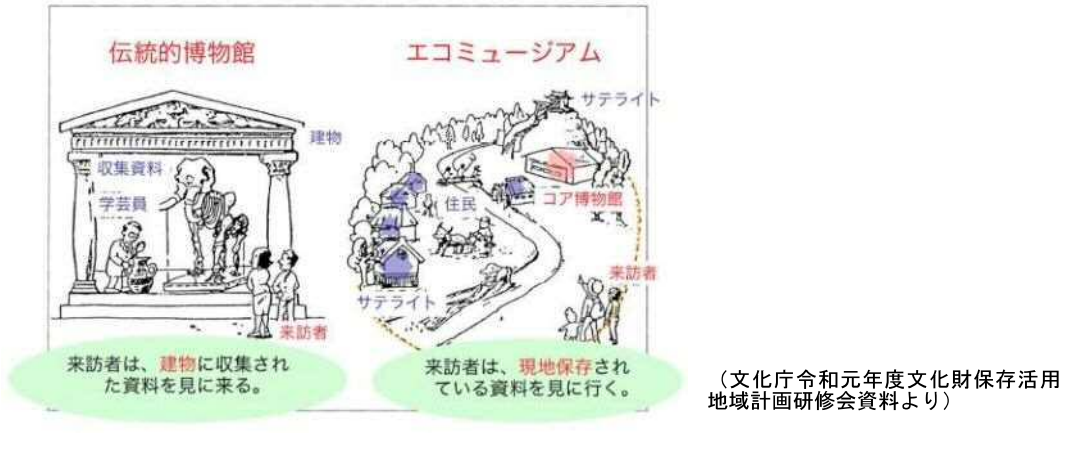 伝統的博物館
建物
収集資料
学芸員
来訪者
来訪者は、建物に収集され
た資料を見に来る。
エコミュージアム
サテライト
コア博物館
住民
来訪者
サテライト
来訪者は、現地保存され
ている資料を見に行く。
（文化庁令和元年度文化財保存活用
地域計画研修会資料より）